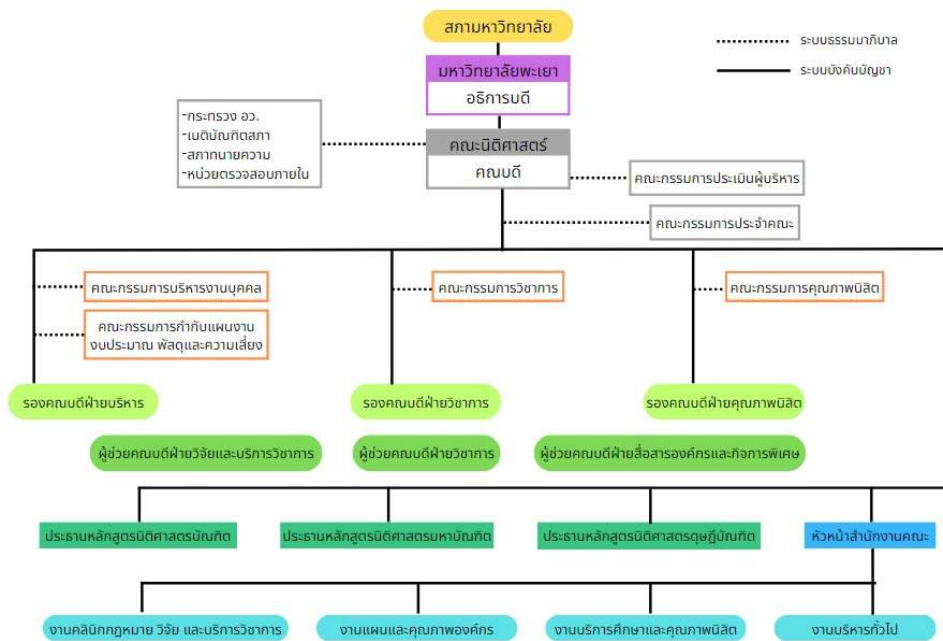 สภามหาวิทยาลัย
ระบบธรรมมาภิบาล
ระบบบังคับบัญชา
มหาวิทยาลัยพะเยา
อธิการบดี
-กระทรวง อว.
-เนติบัณฑิตสภา
-สภาทนายความ
-หน่วยตรวจสอบภายใน
คณะนิติศาสตร์
คณบดี
คณะกรรมการประเมินผู้บริหาร
คณะกรรมการประจำคณะ
คณะกรรมการบริหารงานบุคคล
คณะกรรมการวิชาการ
คณะกรรมการคุณภาพนิสิต
คณะกรรมการกำกับแผนงาน
งบประมาณ พัสดุและความเสี่ยง
รองคณบดีฝ่ายบริหาร
รองคณบดีฝ่ายวิชาการ
รองคณบดีฝ่ายคุณภาพนิสิต
ผู้ช่วยคณบดีฝ่ายวิจัยและบริการวิชาการ
ผู้ช่วยคณบดีฝ่ายวิชาการ
ผู้ช่วยคณบดีฝ่ายสื่อสารองค์กรและกิจการพิเศษ
ประธานหลักสูตรนิติศาสตรบัณฑิต
ประธานหลักสูตรนิติศาสตรมหาบัณฑิต
ประธานหลักสูตรนิติศาสตรดุษฎีบัณฑิต
หัวหน้าสำนักงานคณะ
งานคลินิกกฎหมาย วิจัย และบริการวิชาการ
งานแผนและคุณภาพองค์กร
งานบริการศึกษาและคุณภาพนิสิต
งานบริหารทั่วไป